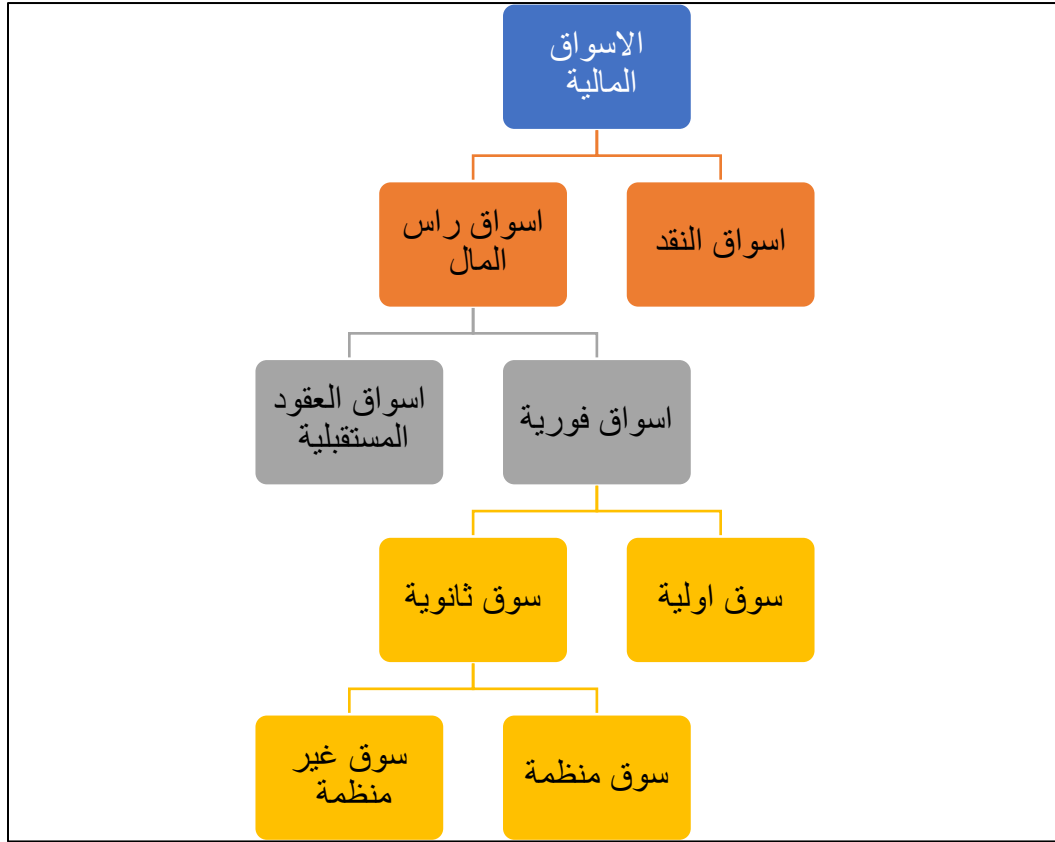 الاسواق
المالية
اسواق النقد
اسواق راس
المال
اسواق فورية
اسواق العقود
المستقبلية
سوق اولية
سوق ثانوية
سوق منظمة
سوق غير
منظمة